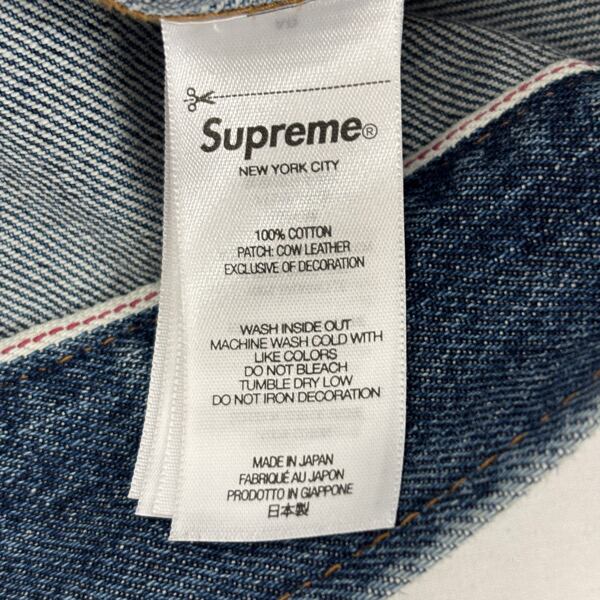 Supreme®
NEW YORK CITY
100% COTTON
PATCH: COW LEATHER
EXCLUSIVE OF DECORATION
WASH INSIDE OUT
MACHINE WASH COLD WITH
LIKE COLORS
DO NOT BLEACH
TUMBLE DRY LOW
DO NOT IRON DECORATION
MADE IN JAPAN
FABRIQUÉ AU JAPON
PRODOTTO IN GIAPPONE
日本製